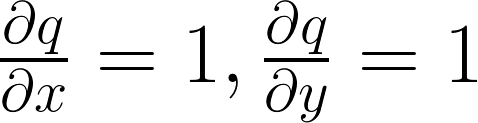 ∂q/∂x = 1, ∂q/∂y = 1